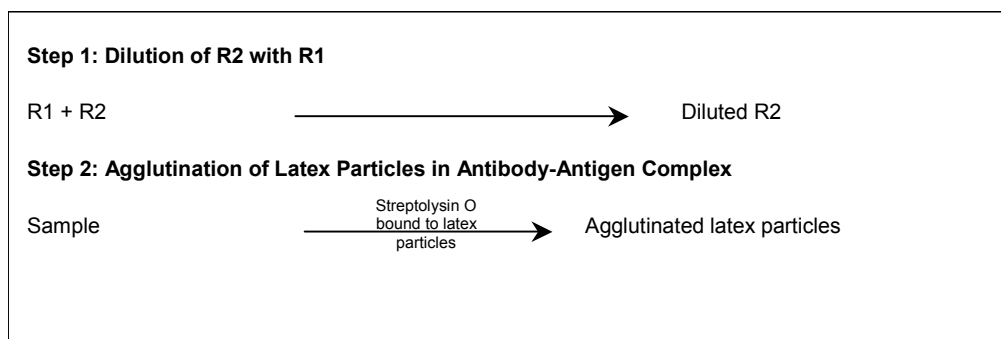 Step 1: Dilution of R2 with R1
R1 + R2
Diluted R2
Step 2: Agglutination of Latex Particles in Antibody-Antigen Complex
Sample
Streptolysin O
bound to latex
particles
Agglutinated latex particles